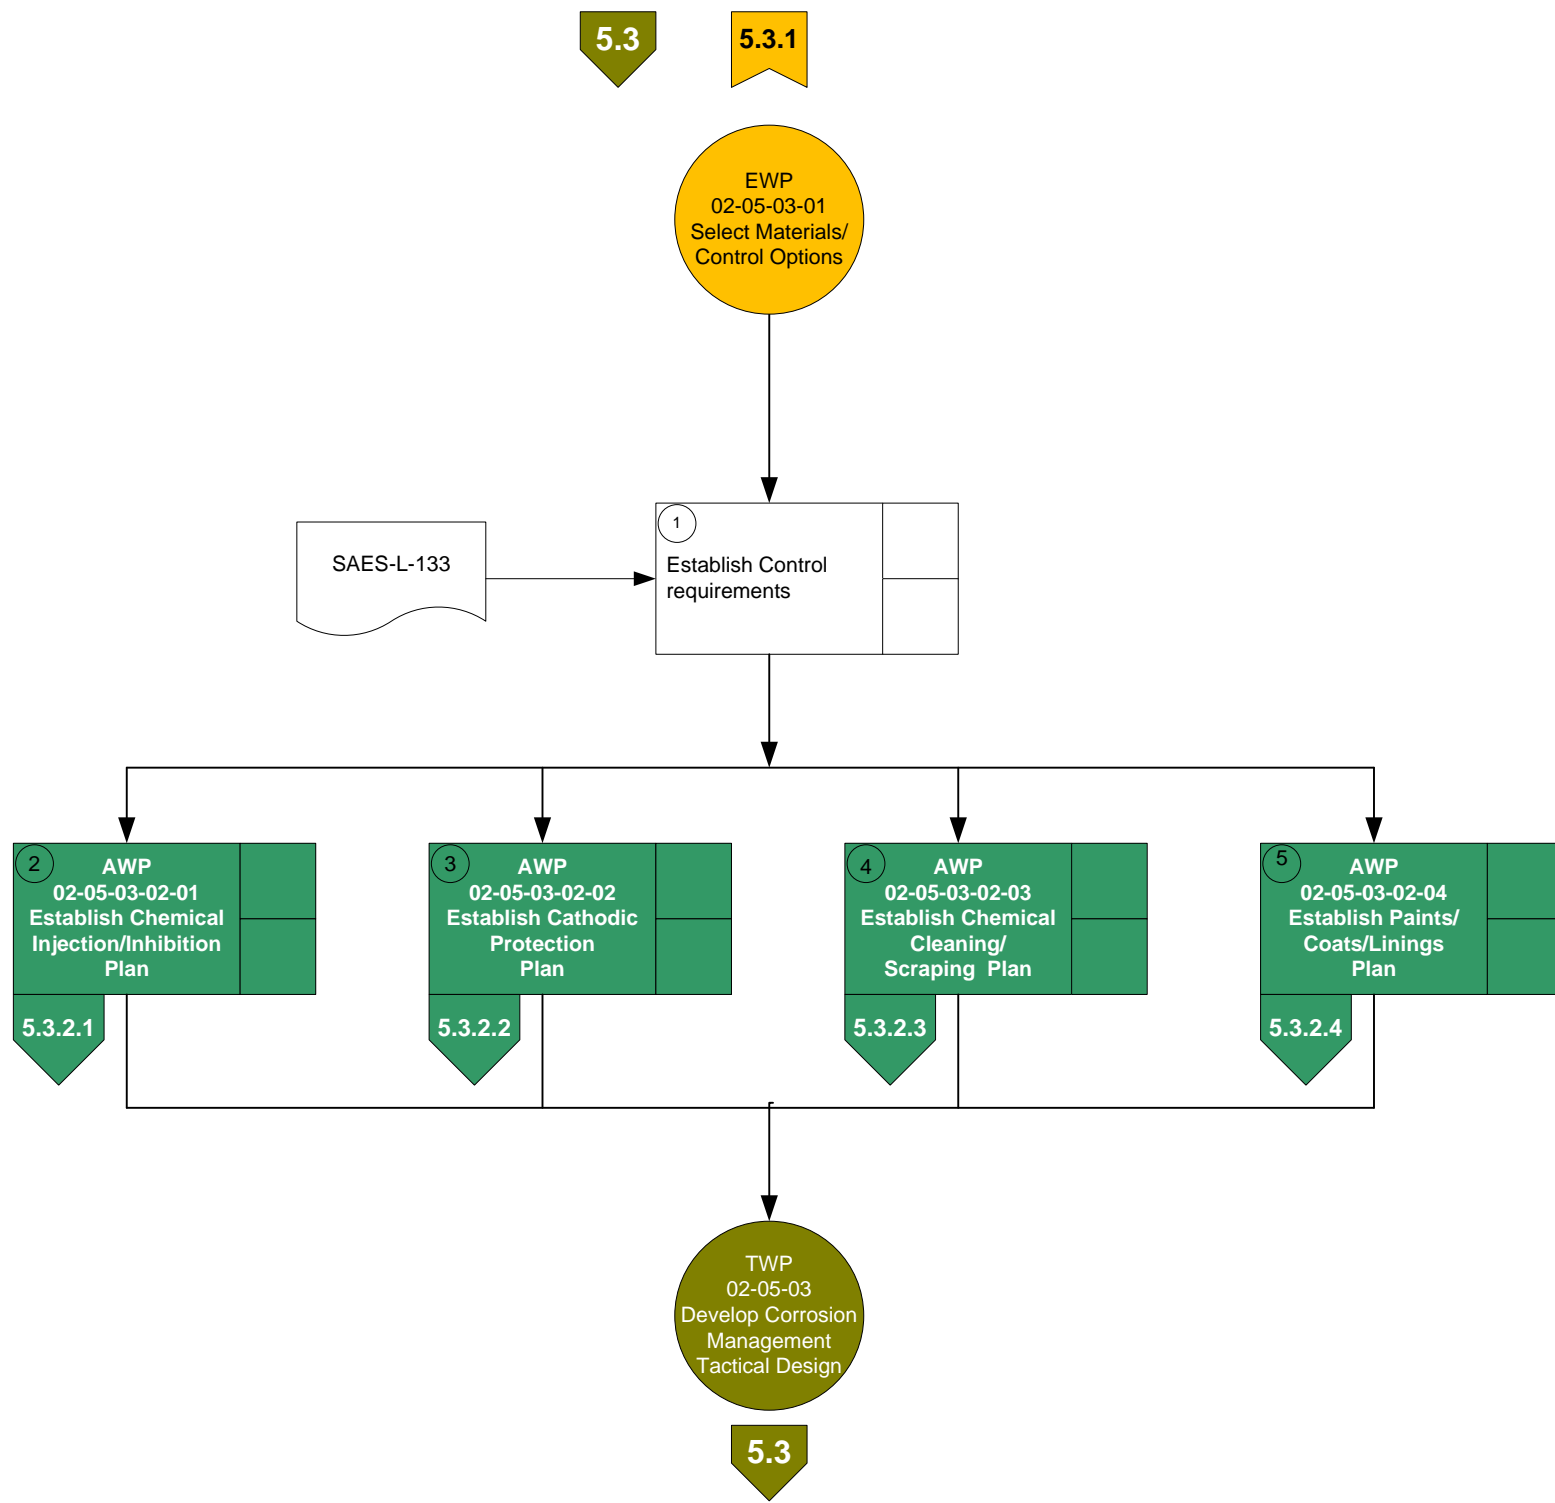 5.3
5.3.1
EWP
02-05-03-01
Select Materials/
Control Options
SAES-L-133
1
Establish Control
requirements
2
AWP
02-05-03-02-01
Establish Chemical
Injection/Inhibition
Plan
5.3.2.1
3
AWP
02-05-03-02-02
Establish Cathodic
Protection
Plan
5.3.2.2
4
AWP
02-05-03-02-03
Establish Chemical
Cleaning/
Scraping Plan
5.3.2.3
5
AWP
02-05-03-02-04
Establish Paints/
Coats/Linings
Plan
5.3.2.4
TWP
02-05-03
Develop Corrosion
Management
Tactical Design
5.3